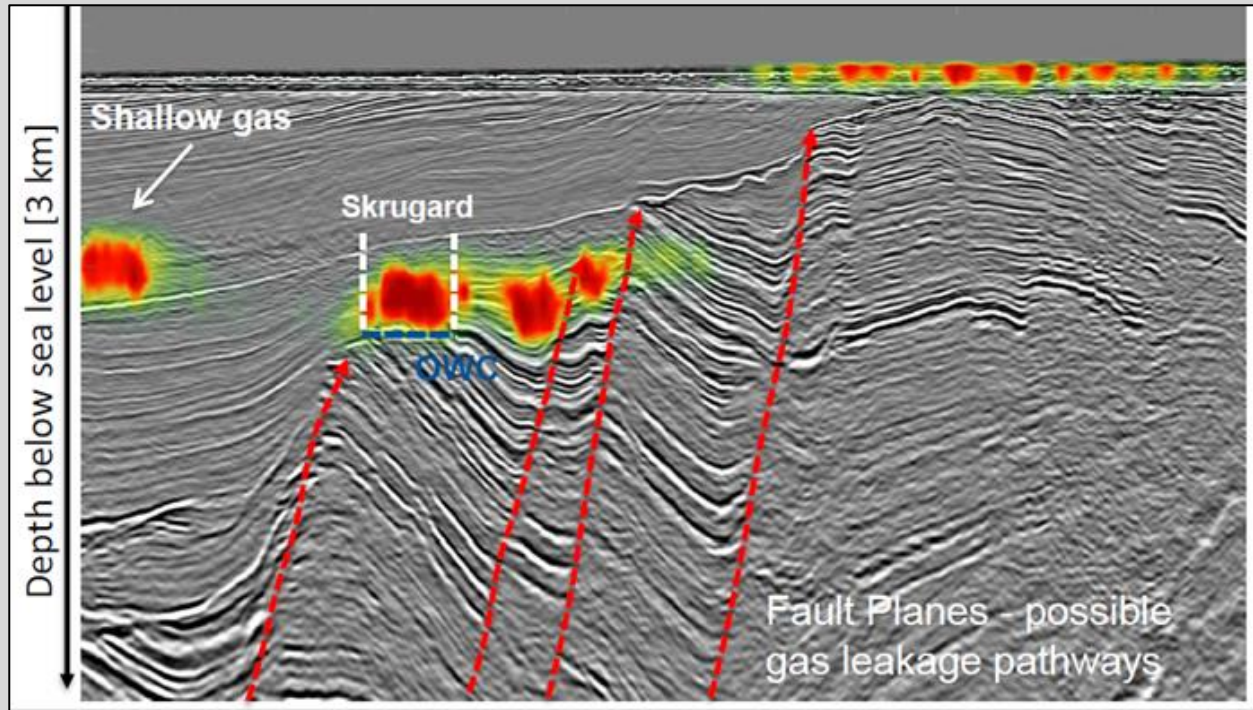 Depth below sea level [3 km]
Shallow gas
Skrugard
OWC
Fault Planes - possible
gas leakage pathways